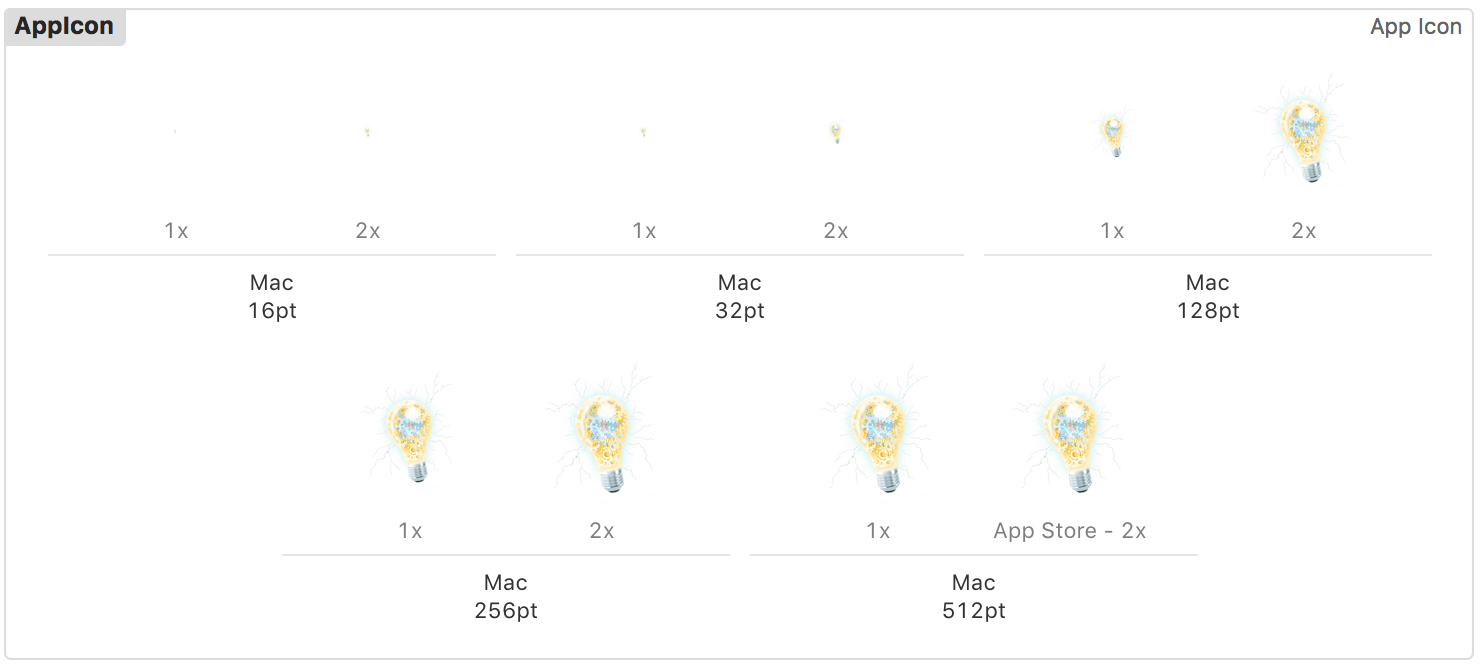 AppIcon
App Icon
1x
2x
1x
2x
1x
2x
Mac
16pt
Mac
32pt
Mac
128pt
1x
2x
1x
App Store - 2x
Mac
256pt
Mac
512pt